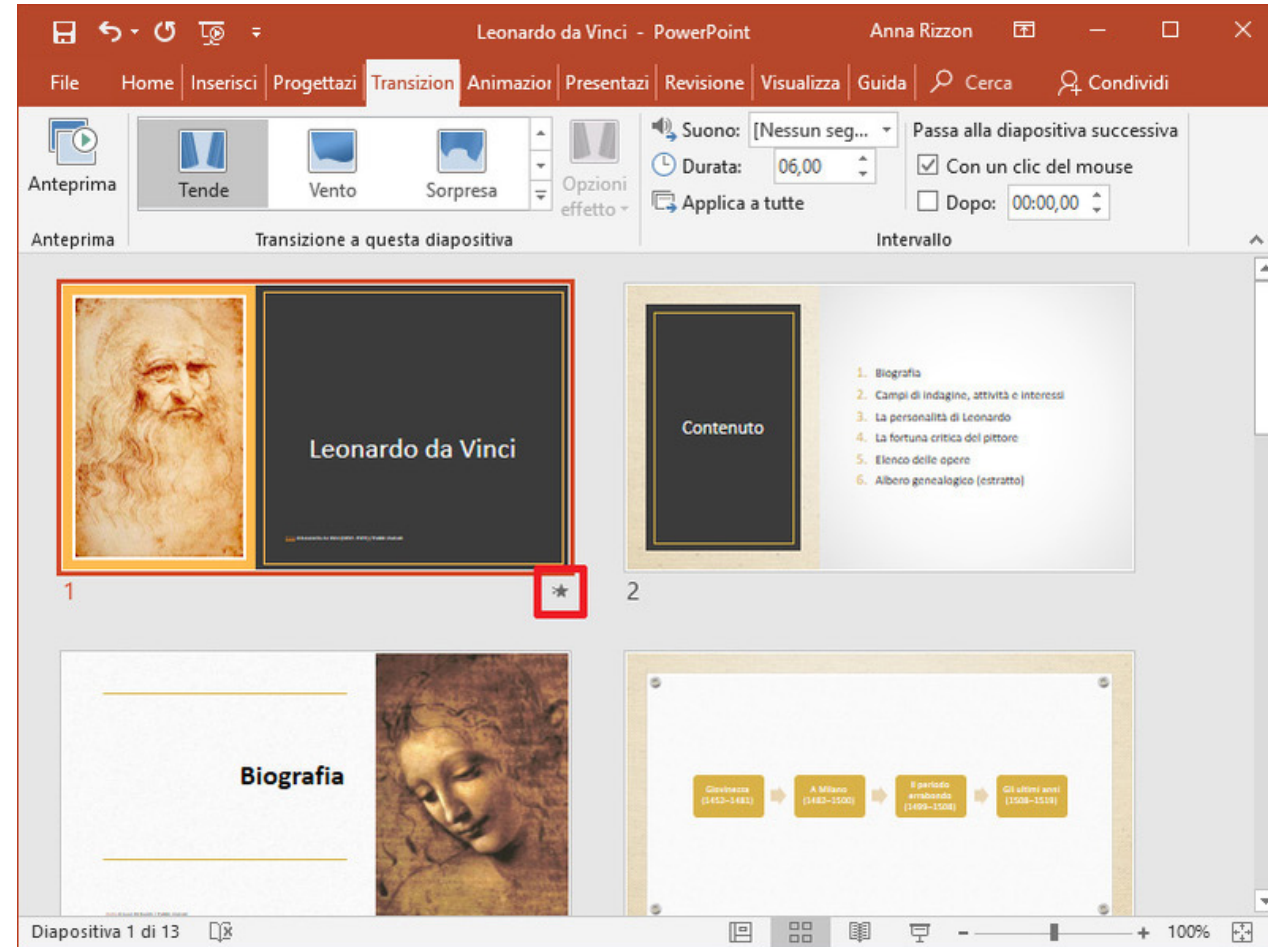 Leonardo da Vinci - PowerPoint Anna Rizzon
File Home Inserisci Progettazi Transizion Animazior Presentazi Revisione Visualizza Guida Cerca Condividi
Anteprima
Tende Vento Sorpresa
Opzioni
effetto
Suono: [Nessun seg...
Durata: 06,00
Applica a tutte
Passa alla diapositiva successiva
Con un clic del mouse
Dopo: 00:00,00
Anteprima Transizione a questa diapositiva Intervallo
Leonardo da Vinci
1
Contenuto
1. Biografia
2. Campi di indagine, attività e interessi
3. La personalità di Leonardo
4. La fortuna critica del pittore
5. Elenco delle opere
6. Albero genealogico (estratto)
2
Biografia
Giovinezza
(1452–1481)
A Milano
(1482–1500)
Il periodo
(1499–1508)
Gli ultimi anni
(1508–1519)
Diapositiva 1 di 13 100%